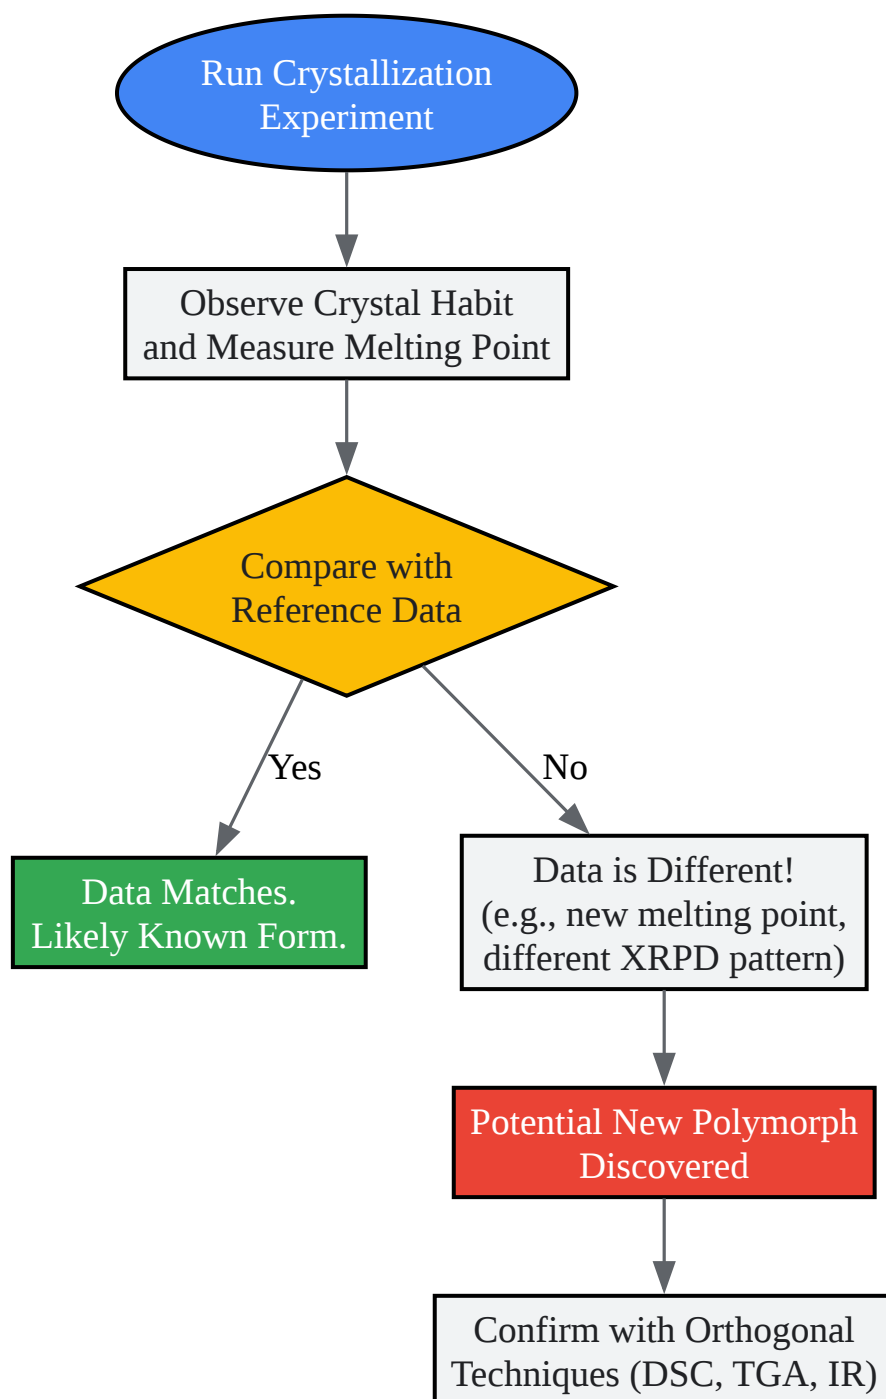 Run Crystallization
Experiment
Observe Crystal Habit
and Measure Melting Point
Compare with
Reference Data
Yes
No
Data Matches.
Likely Known Form.
Data is Different!
(e.g., new melting point,
different XRPD pattern)
Potential New Polymorph
Discovered
Confirm with Orthogonal
Techniques (DSC, TGA, IR)